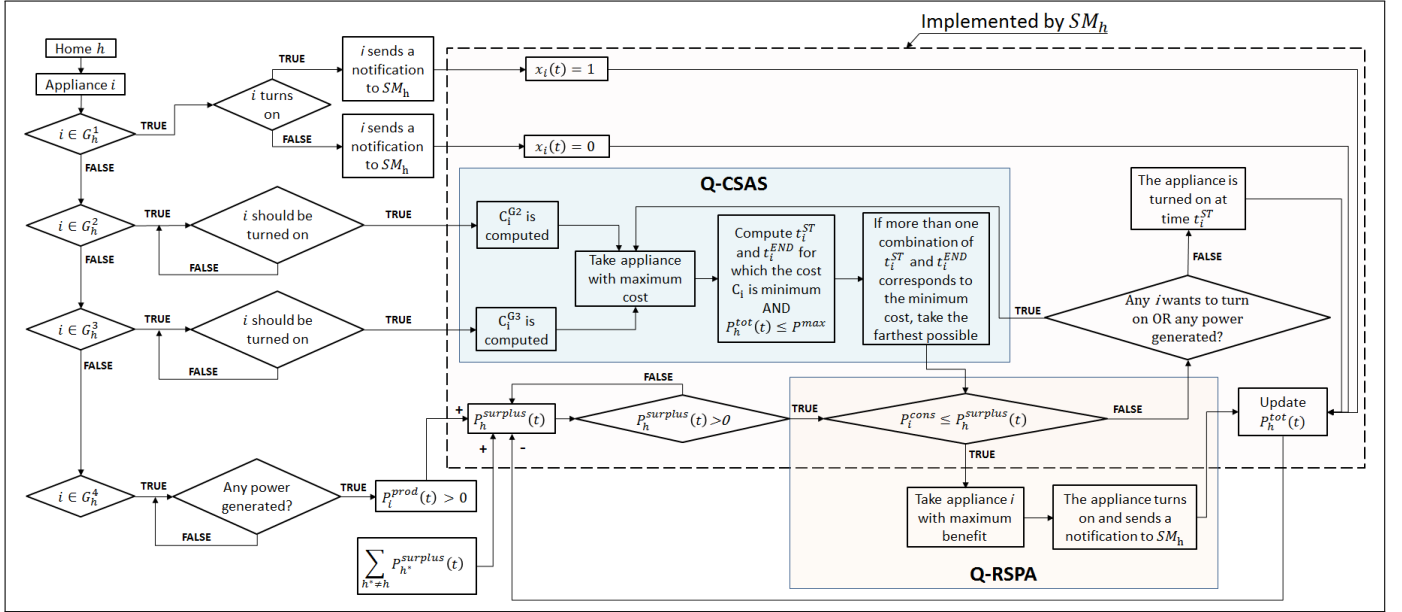 Implemented by SM_h
Home h
Appliance i
i ∈ G_h^1
TRUE
FALSE
i turns
on
TRUE
FALSE
i sends a
notification
to SM_h
i sends a
notification
to SM_h
x_i(t) = 1
x_i(t) = 0
i ∈ G_h^2
TRUE
FALSE
i should be
turned on
TRUE
FALSE
i ∈ G_h^3
TRUE
FALSE
i should be
turned on
TRUE
FALSE
Q-CSAS
C_i^G2 is
computed
C_i^G3 is
computed
Take appliance
with maximum
cost
Compute t_i^ST
and t_i^END for
which the cost
C_i is minimum
AND
P_h^tot(t) ≤ P^max
If more than one
combination of
t_i^ST and t_i^END
corresponds to
the minimum
cost, take the
farthest possible
The appliance is
turned on at
time t_i^ST
FALSE
TRUE
Any i wants to turn
on OR any power
generated?
FALSE
+
P_h^surplus(t)
+
-
P_h^surplus(t) >0
TRUE
P_i^cons ≤ P_h^surplus(t)
FALSE
TRUE
Update
P_h^tot(t)
i ∈ G_h^4
TRUE
Any power
generated?
TRUE
FALSE
P_i^prod(t) > 0
∑ P_h*^surplus(t)
h*≠h
Take appliance i
with maximum
benefit
The appliance turns
on and sends a
notification to SM_h
Q-RSPA